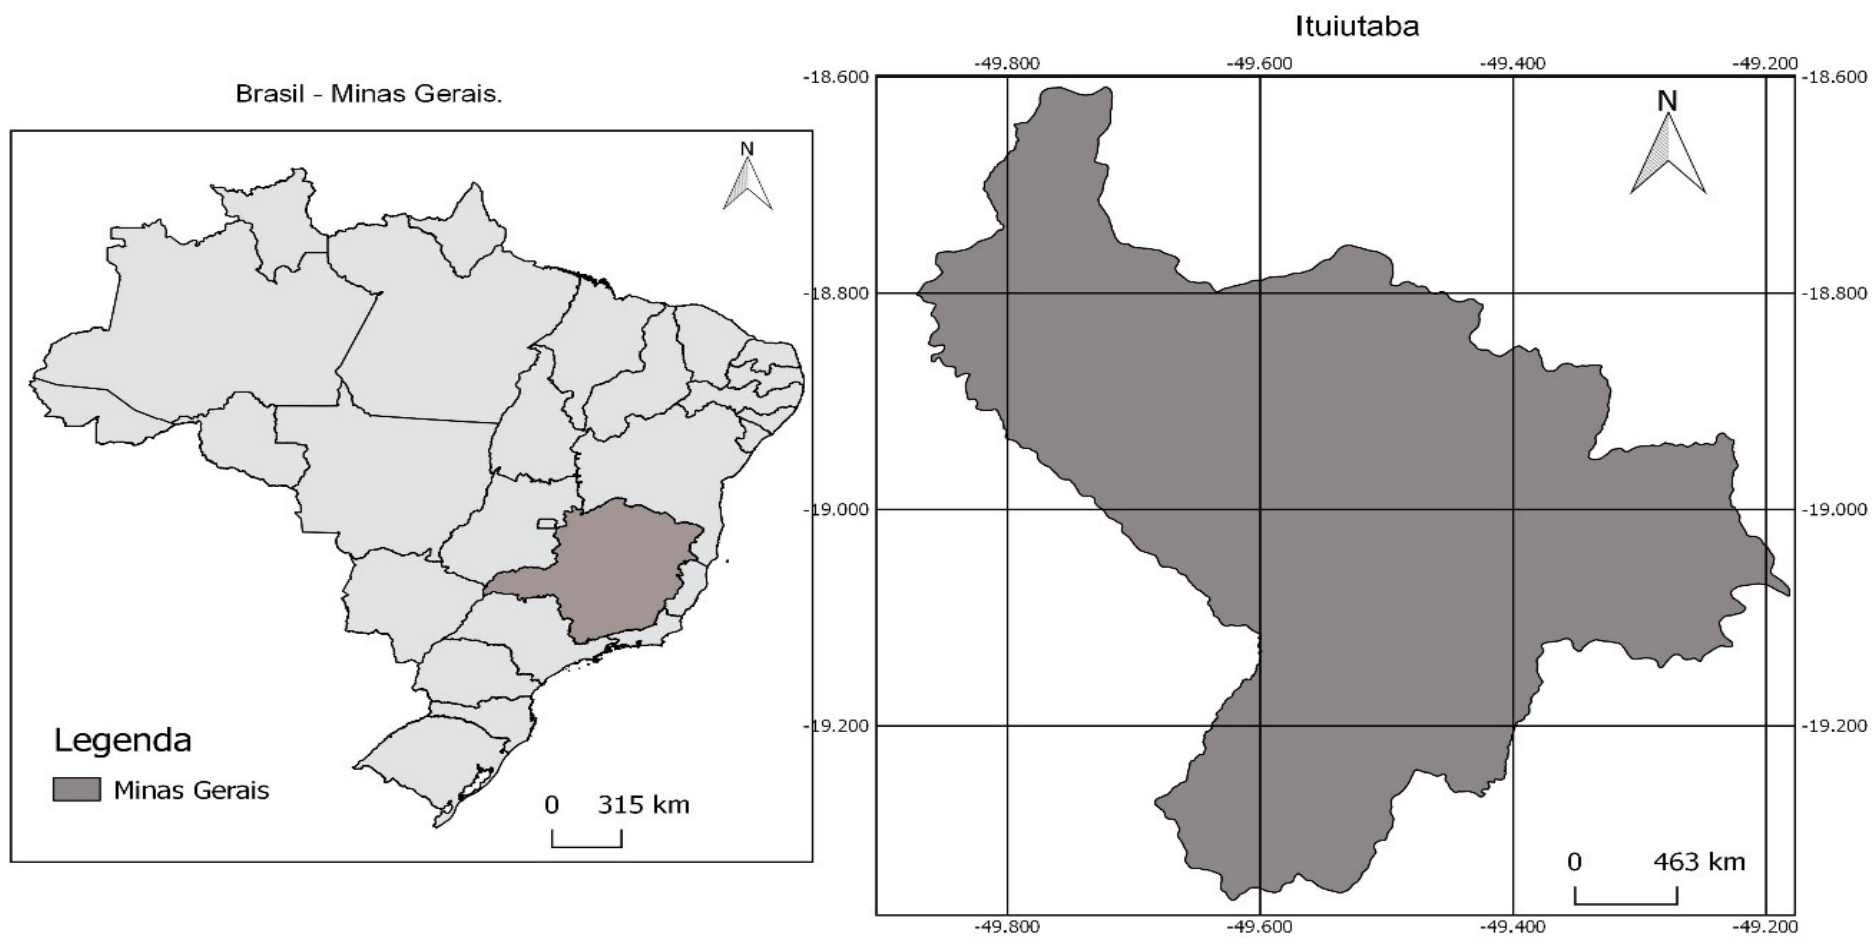 Brasil - Minas Gerais.
N
Legenda
Minas Gerais
0 315 km
Ituiutaba
-49.800 -49.600 -49.400 -49.200
-18.600 -18.600
N
-18.800 -18.800
-19.000 -19.000
-19.200 -19.200
0 463 km
-49.800 -49.600 -49.400 -49.200